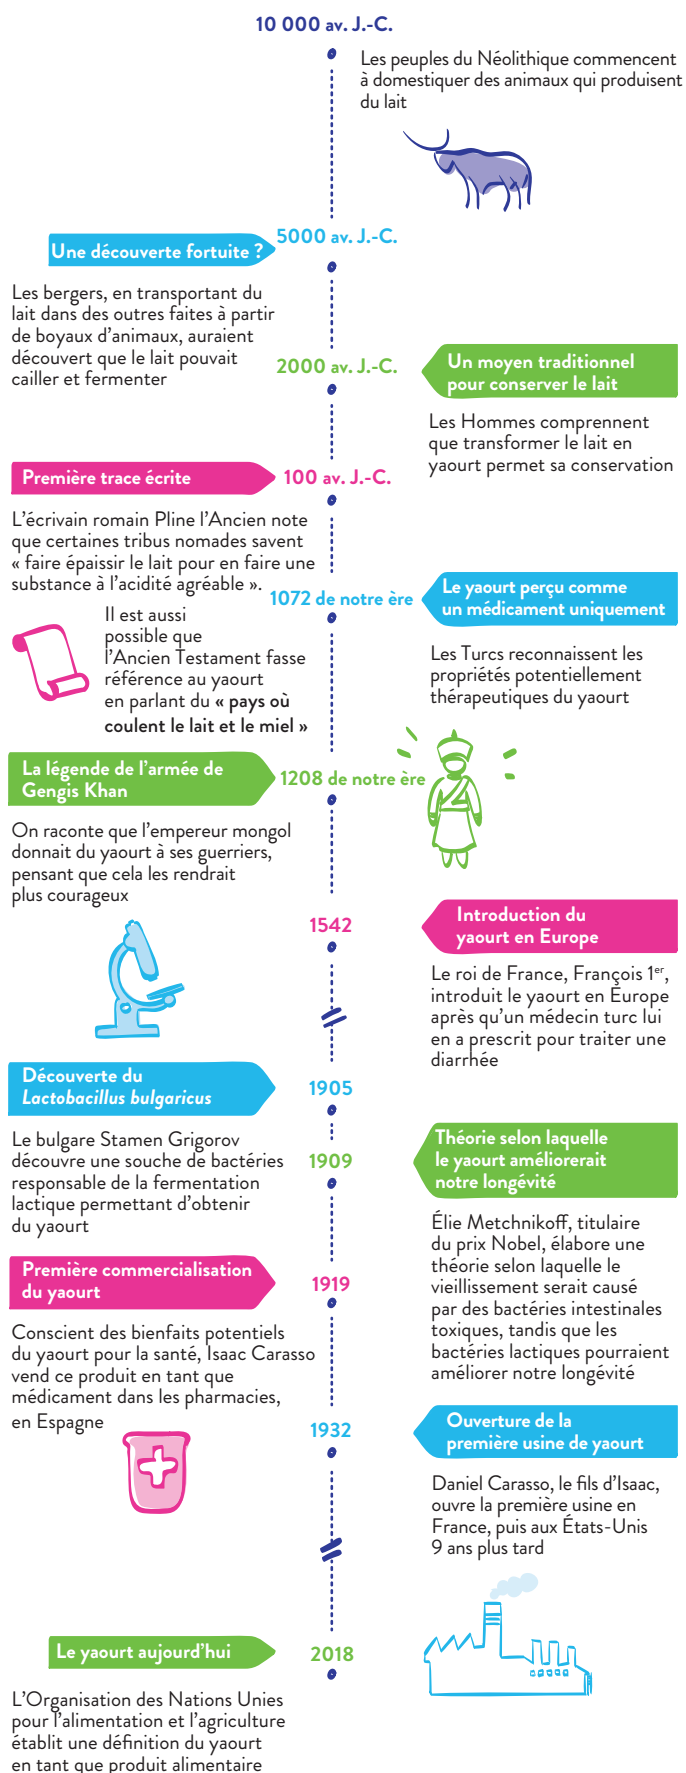 10 000 av. J.-C.
Les peuples du Néolithique commencent
à domestiquer des animaux qui produisent
du lait
5000 av. J.-C.
Une découverte fortuite ?
Les bergers, en transportant du
lait dans des outres faites à partir
de boyaux d’animaux, auraient
découvert que le lait pouvait
cailler et fermenter
2000 av. J.-C.
Un moyen traditionnel
pour conserver le lait
Les Hommes comprennent
que transformer le lait en
yaourt permet sa conservation
Première trace écrite
100 av. J.-C.
L’écrivain romain Pline l’Ancien note
que certaines tribus nomades savent
« faire épaissir le lait pour en faire une
substance à l’acidité agréable ».
Il est aussi
possible que
l’Ancien Testament fasse
référence au yaourt
en parlant du « pays où
coulent le lait et le miel »
1072 de notre ère
Le yaourt perçu comme
un médicament uniquement
Les Turcs reconnaissent les
propriétés potentiellement
thérapeutiques du yaourt
La légende de l’armée de
Gengis Khan
1208 de notre ère
On raconte que l’empereur mongol
donnait du yaourt à ses guerriers,
pensant que cela les rendrait
plus courageux
1542
Introduction du
yaourt en Europe
Le roi de France, François 1er,
introduit le yaourt en Europe
après qu’un médecin turc lui
en a prescrit pour traiter une
diarrhée
Découverte du
Lactobacillus bulgaricus
1905
Le bulgare Stamen Grigorov
découvre une souche de bactéries
responsable de la fermentation
lactique permettant d’obtenir
du yaourt
1909
Théorie selon laquelle
le yaourt améliorerait
notre longévité
Élie Metchnikoff, titulaire
du prix Nobel, élabore une
théorie selon laquelle le
vieillissement serait causé
par des bactéries intestinales
toxiques, tandis que les
bactéries lactiques pourraient
améliorer notre longévité
Première commercialisation
du yaourt
1919
Conscient des bienfaits potentiels
du yaourt pour la santé, Isaac Carasso
vend ce produit en tant que
médicament dans les pharmacies,
en Espagne
1932
Ouverture de la
première usine de yaourt
Daniel Carasso, le fils d’Isaac,
ouvre la première usine en
France, puis aux États-Unis
9 ans plus tard
Le yaourt aujourd’hui
2018
L’Organisation des Nations Unies
pour l’alimentation et l’agriculture
établit une définition du yaourt
en tant que produit alimentaire